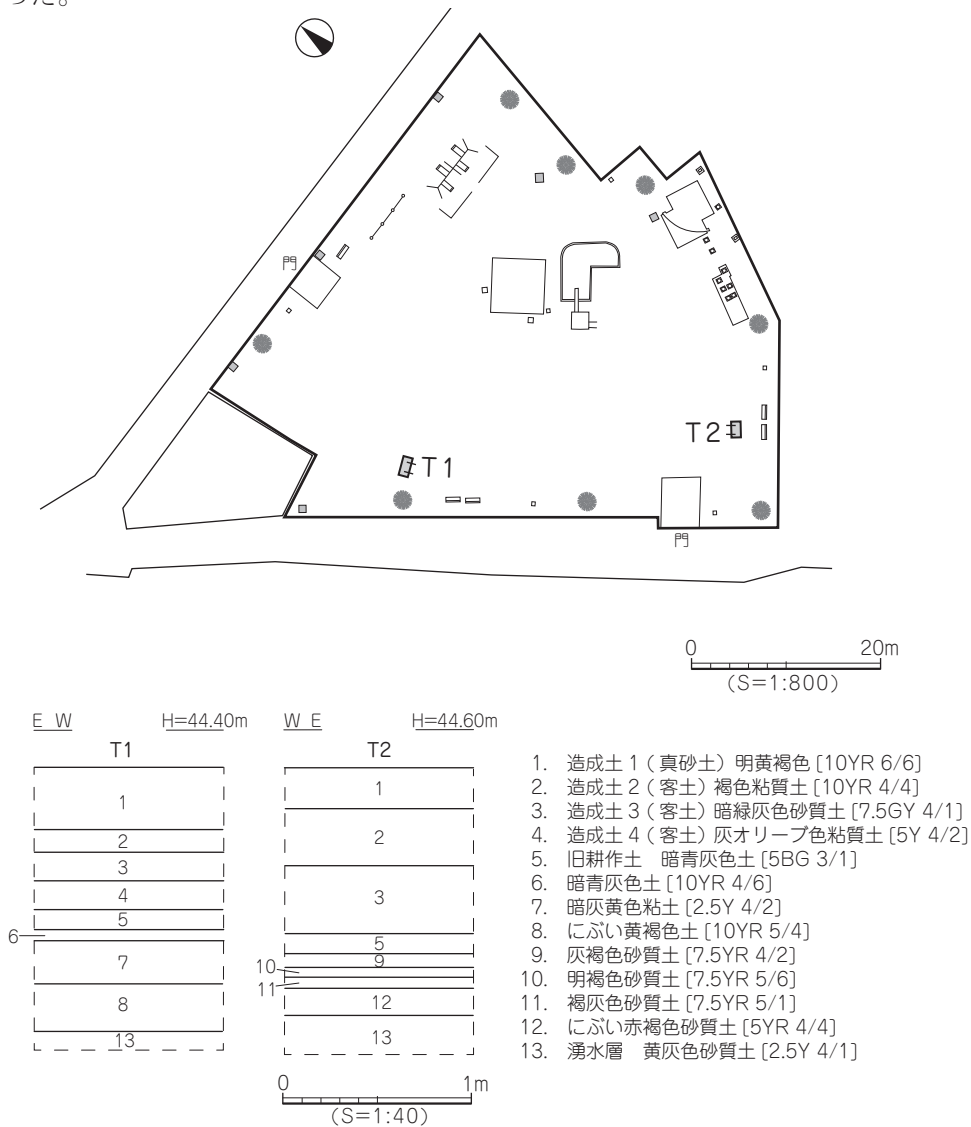 った。
門
T1
T2
門
0 20m
(S=1:800)
E W H=44.40m
T1
1
2
3
4
5
6
7
8
13
W E H=44.60m
T2
1
2
3
5
9
10
11
12
13
0 1m
(S=1:40)
1. 造成土1(真砂土)明黄褐色[10YR 6/6]
2. 造成土2(客土)褐色粘質土[10YR 4/4]
3. 造成土3(客土)暗緑灰色砂質土[7.5GY 4/1]
4. 造成土4(客土)灰オリーブ色粘質土[5Y 4/2]
5. 旧耕作土 暗青灰色土[5BG 3/1]
6. 暗青灰色土[10YR 4/6]
7. 暗灰黄色粘土[2.5Y 4/2]
8. にぶい黄褐色土[10YR 5/4]
9. 灰褐色砂質土[7.5YR 4/2]
10. 明褐色砂質土[7.5YR 5/6]
11. 褐灰色砂質土[7.5YR 5/1]
12. にぶい赤褐色砂質土[5YR 4/4]
13. 湧水層 黄灰色砂質土[2.5Y 4/1]